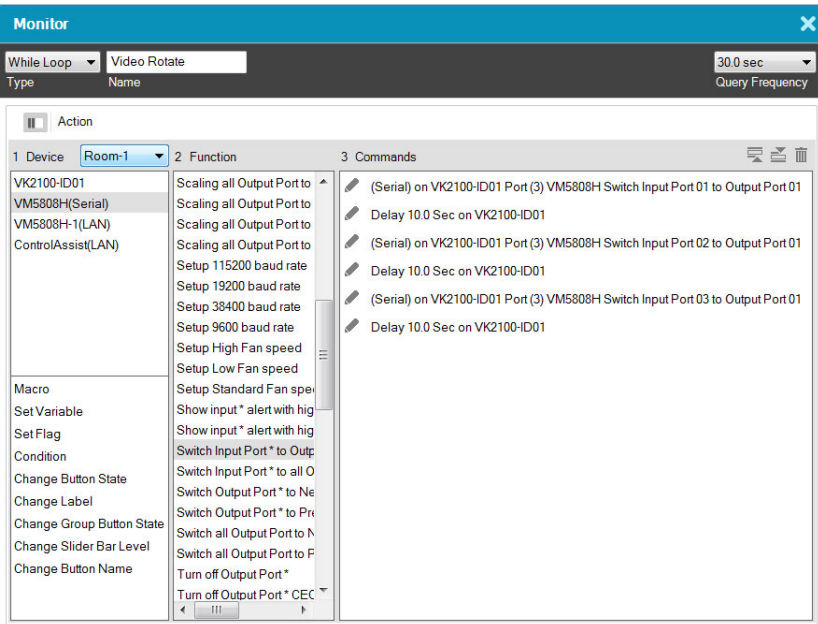 Monitor
While Loop
Video Rotate
30.0 sec
Type
Name
Query Frequency
Action
1 Device
Room-1
2 Function
3 Commands
VK2100-ID01
VM5808H(Serial)
VM5808H-1(LAN)
ControlAssist(LAN)
Macro
Set Variable
Set Flag
Condition
Change Button State
Change Label
Change Group Button State
Change Slider Bar Level
Change Button Name
Scaling all Output Port to
Scaling all Output Port to
Scaling all Output Port to
Scaling all Output Port to
Setup 115200 baud rate
Setup 19200 baud rate
Setup 38400 baud rate
Setup 9600 baud rate
Setup High Fan speed
Setup Low Fan speed
Setup Standard Fan spee
Show input * alert with hig
Show input * alert with hig
Switch Input Port * to Outp
Switch Input Port * to all O
Switch Output Port * to Ne
Switch Output Port * to Pre
Switch all Output Port to N
Switch all Output Port to P
Turn off Output Port *
Turn off Output Port * CEC
(Serial) on VK2100-ID01 Port (3) VM5808H Switch Input Port 01 to Output Port 01
Delay 10.0 Sec on VK2100-ID01
(Serial) on VK2100-ID01 Port (3) VM5808H Switch Input Port 02 to Output Port 01
Delay 10.0 Sec on VK2100-ID01
(Serial) on VK2100-ID01 Port (3) VM5808H Switch Input Port 03 to Output Port 01
Delay 10.0 Sec on VK2100-ID01